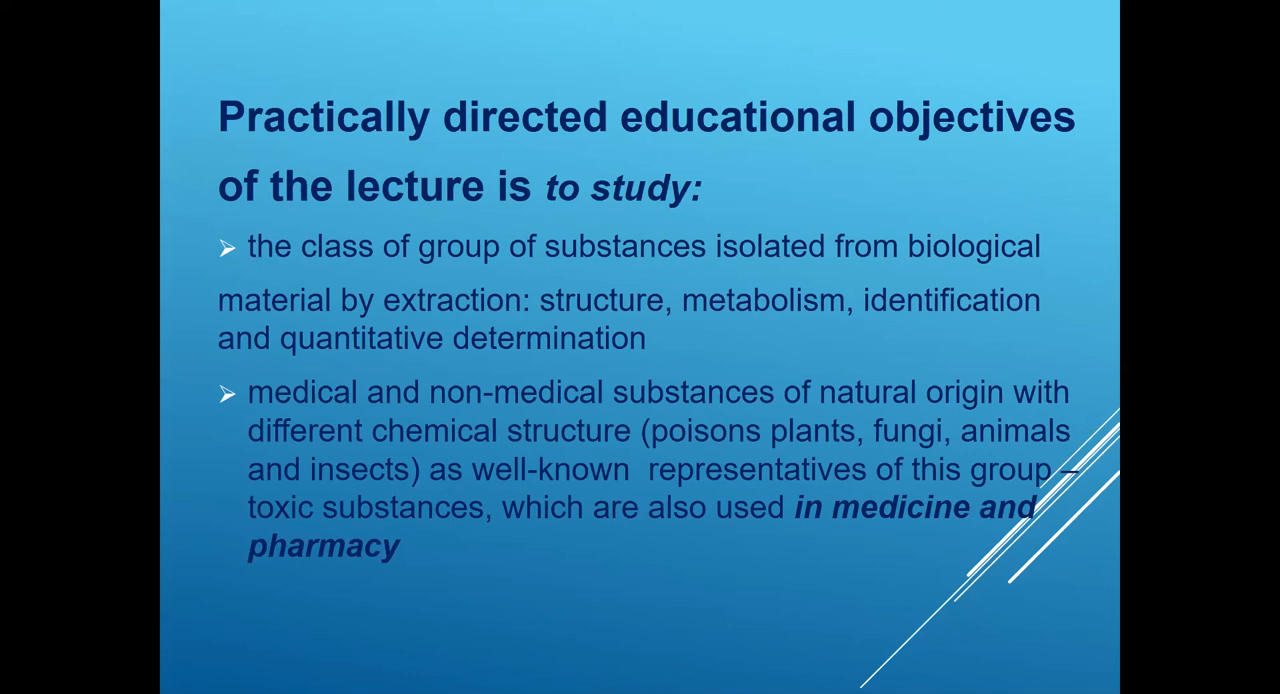 Practically directed educational objectives
of the lecture is to study:
the class of group of substances isolated from biological
material by extraction: structure, metabolism, identification
and quantitative determination
medical and non-medical substances of natural origin with
different chemical structure (poisons plants, fungi, animals
and insects) as well-known  representatives of this group –
toxic substances, which are also used in medicine and
pharmacy